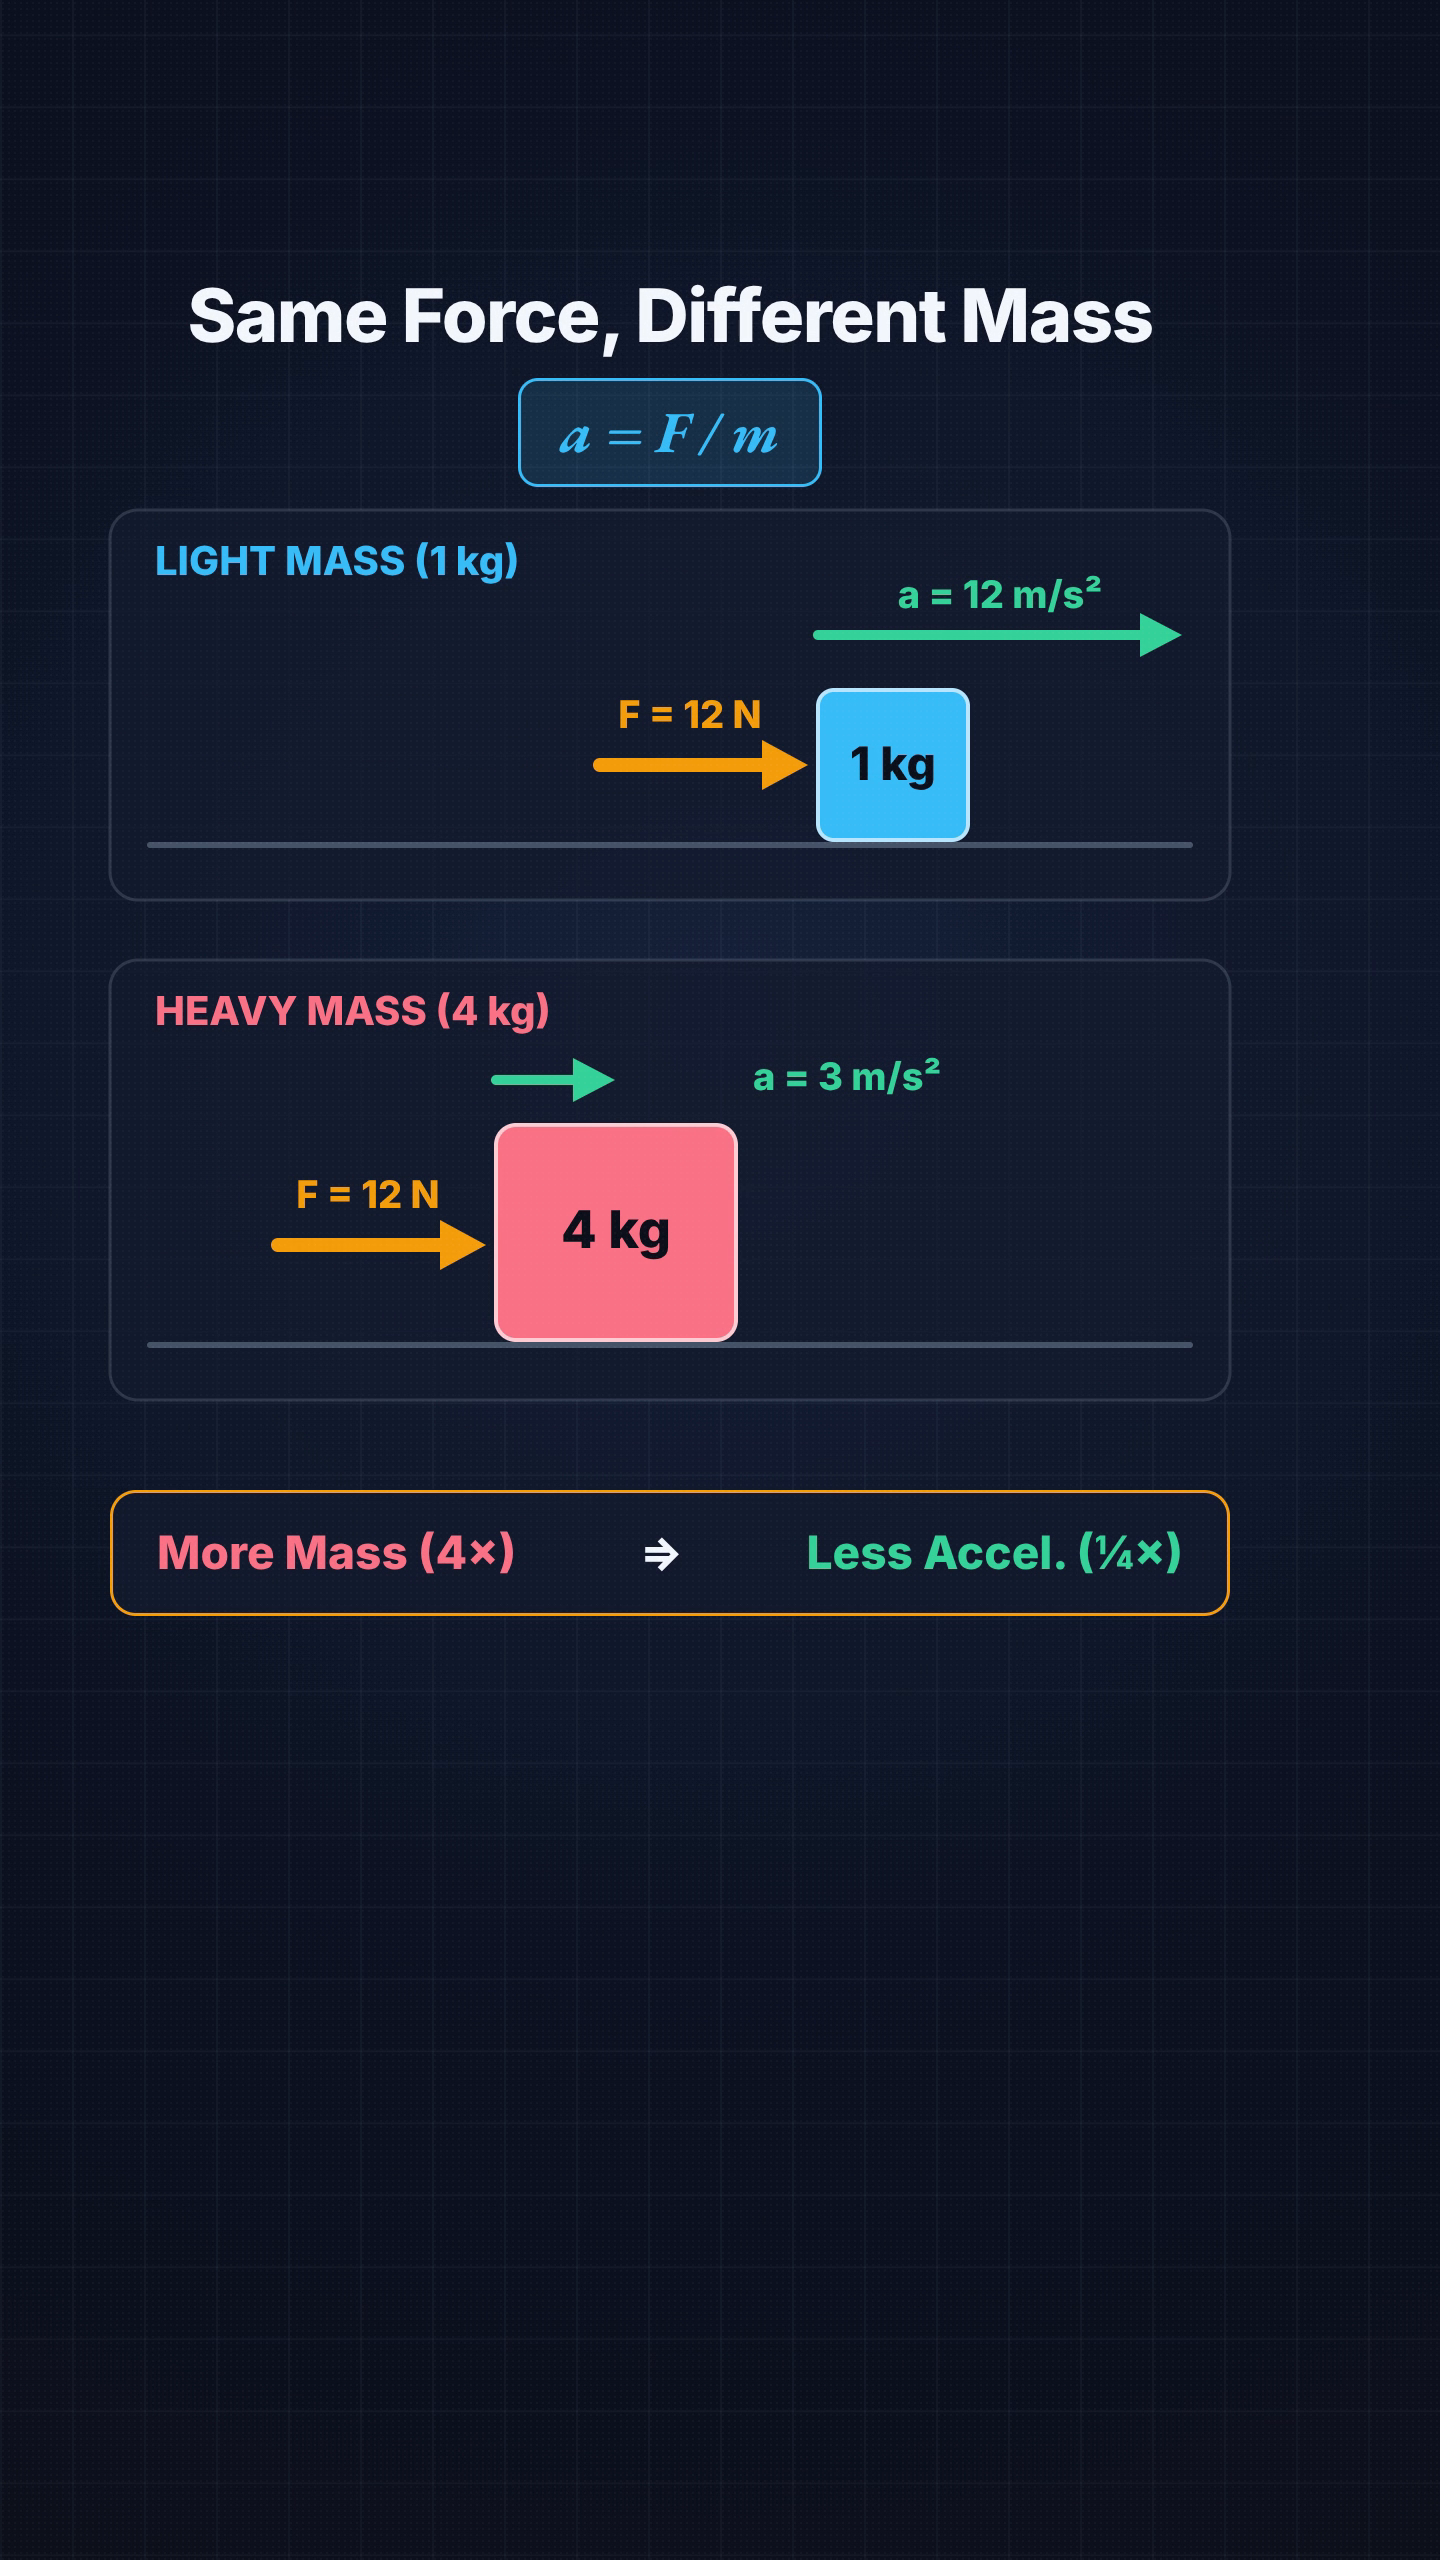 Same Force, Different Mass
a = F / m
LIGHT MASS (1 kg)
a = 12 m/s²
F = 12 N
1 kg
HEAVY MASS (4 kg)
a = 3 m/s²
F = 12 N
4 kg
More Mass (4×) ⇒ Less Accel. (¼×)